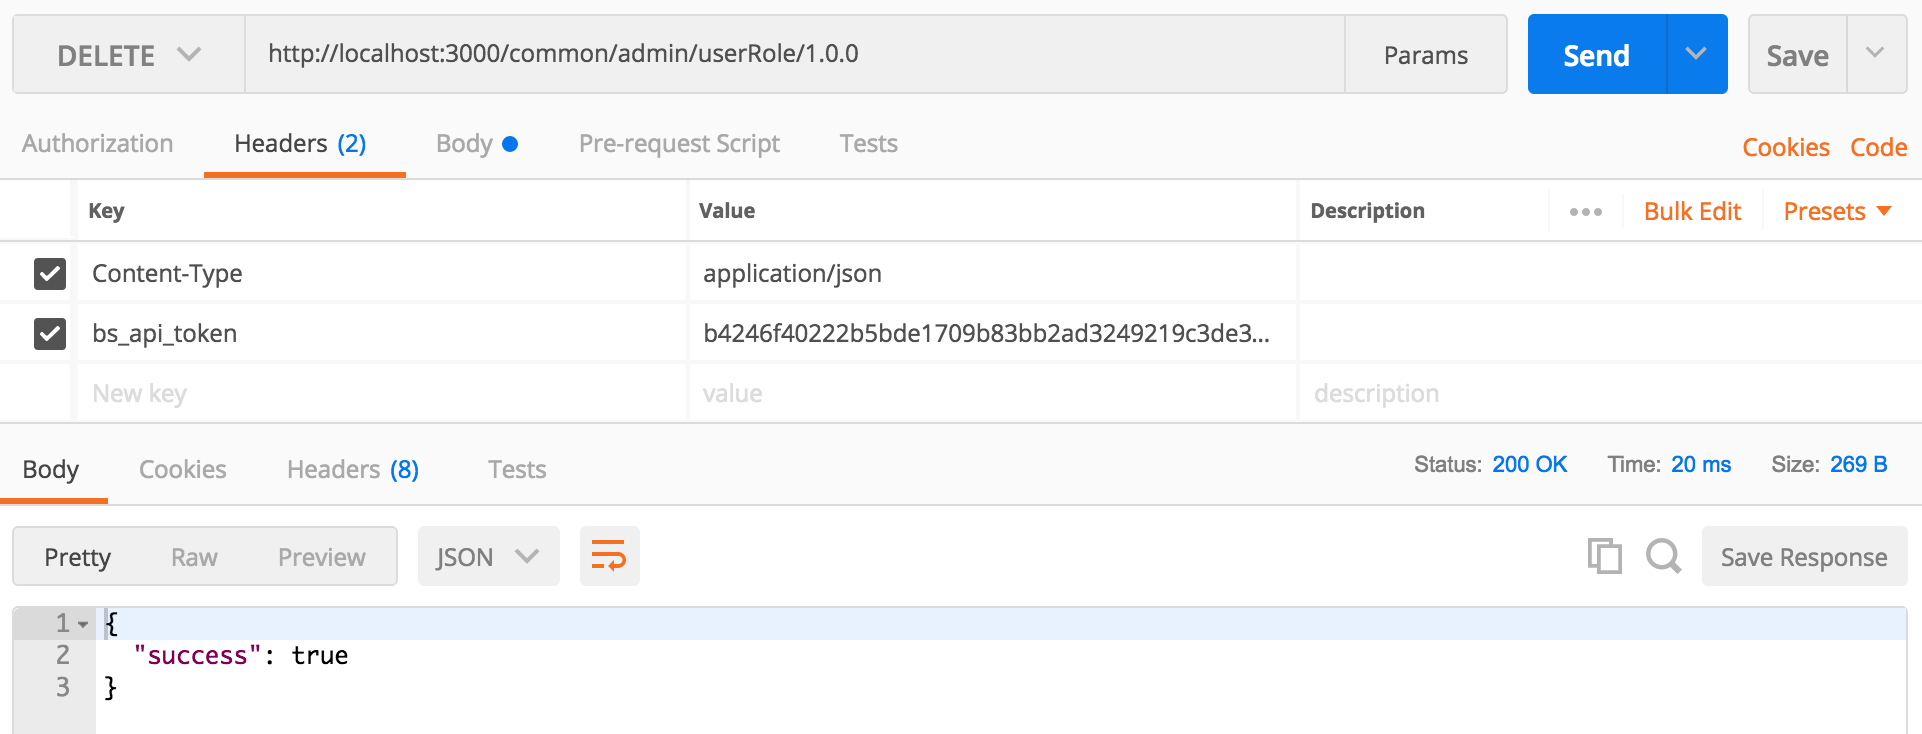 DELETE http://localhost:3000/common/admin/userRole/1.0.0 Params Send Save
Authorization Headers (2) Body Pre-request Script Tests Cookies Code
Key Value Description ••• Bulk Edit Presets
Content-Type application/json
bs_api_token b4246f40222b5bde1709b83bb2ad3249219c3de3...
New key value description
Body Cookies Headers (8) Tests Status: 200 OK Time: 20 ms Size: 269 B
Pretty Raw Preview JSON Save Response
1 {
2 "success": true
3 }